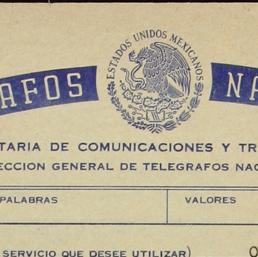 ESTADOS UNIDOS MEXICANOS
AFOS NA
TARIA DE COMUNICACIONES Y TR
ECCION GENERAL DE TELEGRAFOS NAC
PALABRAS VALORES
SERVICIO QUE DESEE UTILIZAR)